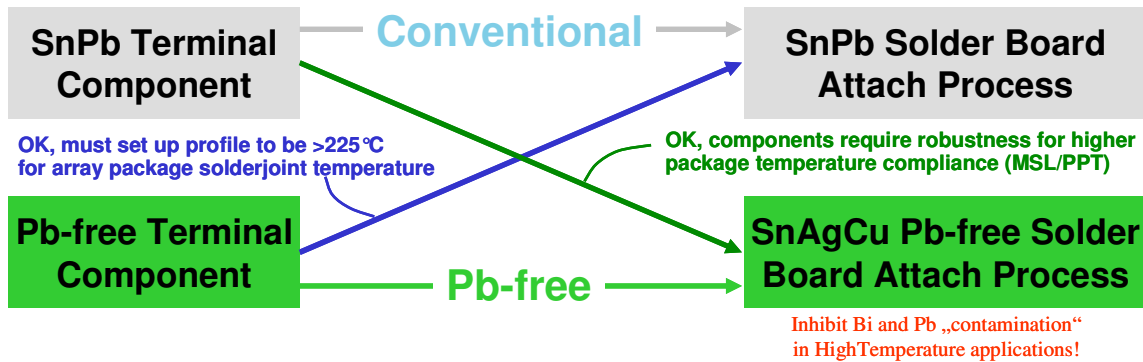 SnPb Terminal
Component
Conventional
SnPb Solder Board
Attach Process
OK, must set up profile to be >225°C
for array package solderjoint temperature
OK, components require robustness for higher
package temperature compliance (MSL/PPT)
Pb-free Terminal
Component
Pb-free
SnAgCu Pb-free Solder
Board Attach Process
Inhibit Bi and Pb „contamination“
in HighTemperature applications!